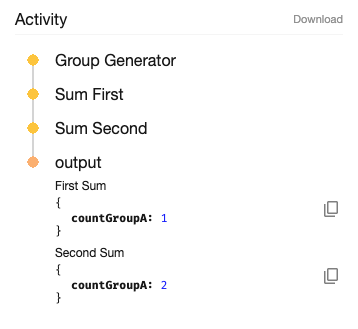 Activity
Download
Group Generator
Sum First
Sum Second
output
First Sum
{
countGroupA: 1
}
Second Sum
{
countGroupA: 2
}